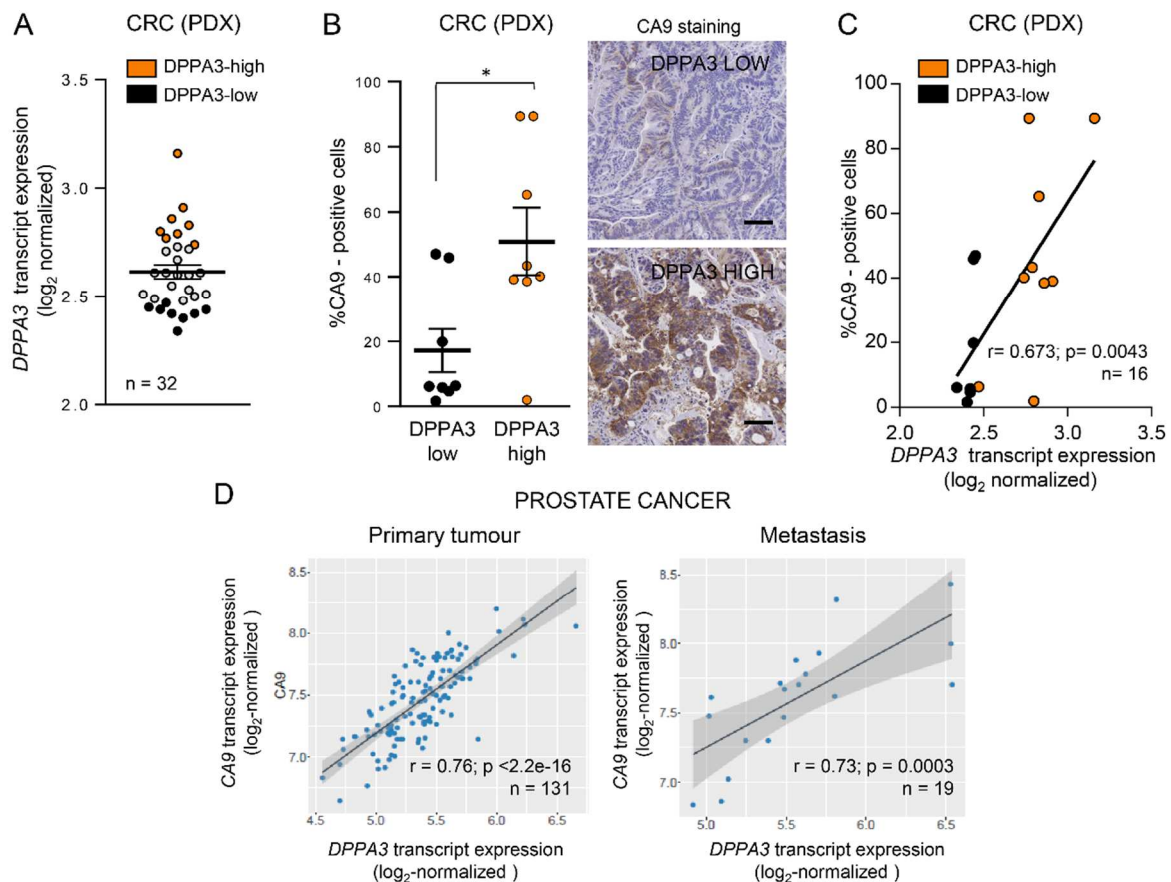 A
CRC (PDX)
DPPA3-high
DPPA3-low
3.5
3.0
2.5
2.0
DPPA3 transcript expression
(log2 normalized)
n = 32
B
CRC (PDX)
*
100
80
60
40
20
0
%CA9 - positive cells
DPPA3
low
DPPA3
high
CA9 staining
DPPA3 LOW
DPPA3 HIGH
C
CRC (PDX)
DPPA3-high
DPPA3-low
100
80
60
40
20
0
%CA9 - positive cells
r= 0.673; p= 0.0043
n= 16
2.0 2.5 3.0 3.5
DPPA3 transcript expression
(log2 normalized)
D
PROSTATE CANCER
Primary tumour
CA9 transcript expression
(log2-normalized )
CA9
8.5
8.0
7.5
7.0
r = 0.76; p <2.2e-16
n = 131
4.5 5.0 5.5 6.0 6.5
DPPA3 transcript expression
(log2-normalized )
Metastasis
CA9 transcript expression
(log2-normalized )
8.5
8.0
7.5
7.0
r = 0.73; p = 0.0003
n = 19
5.0 5.5 6.0 6.5
DPPA3 transcript expression
(log2-normalized )